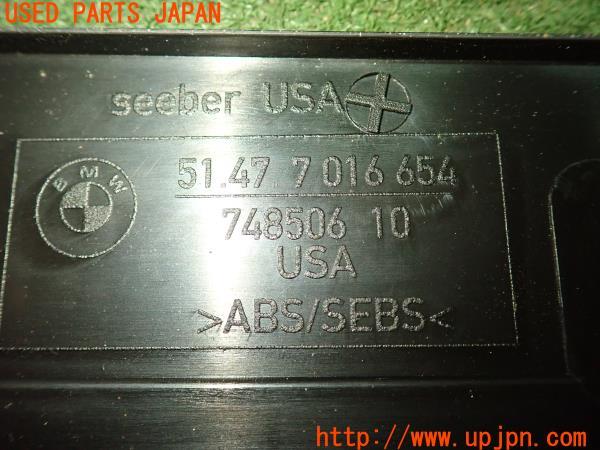 USED PARTS JAPAN
seeber USA
BMW
51.47 7 016 654
748506 10
USA
>ABS/SEBS<
http://www.upjpn.com/